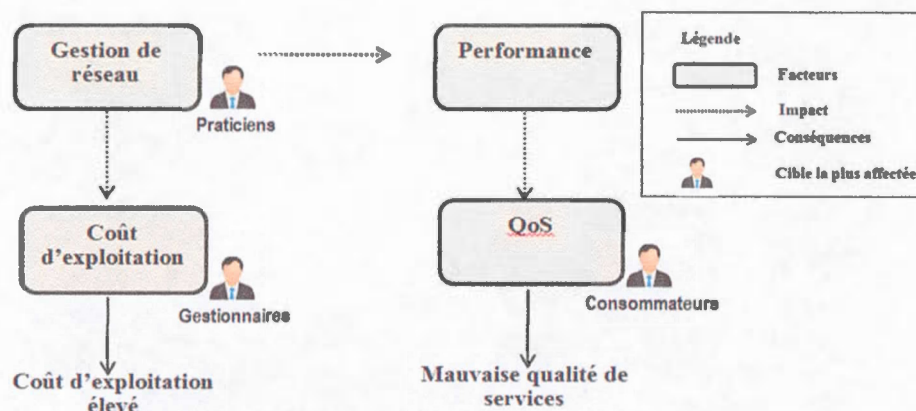 Gestion de
réseau
Praticiens
Performance
Légende
Facteurs
Impact
Conséquences
Cible la plus affectée
Coût
d'exploitation
Gestionnaires
QoS
Consommateurs
Coût d'exploitation
élevé
Mauvaise qualité de
services